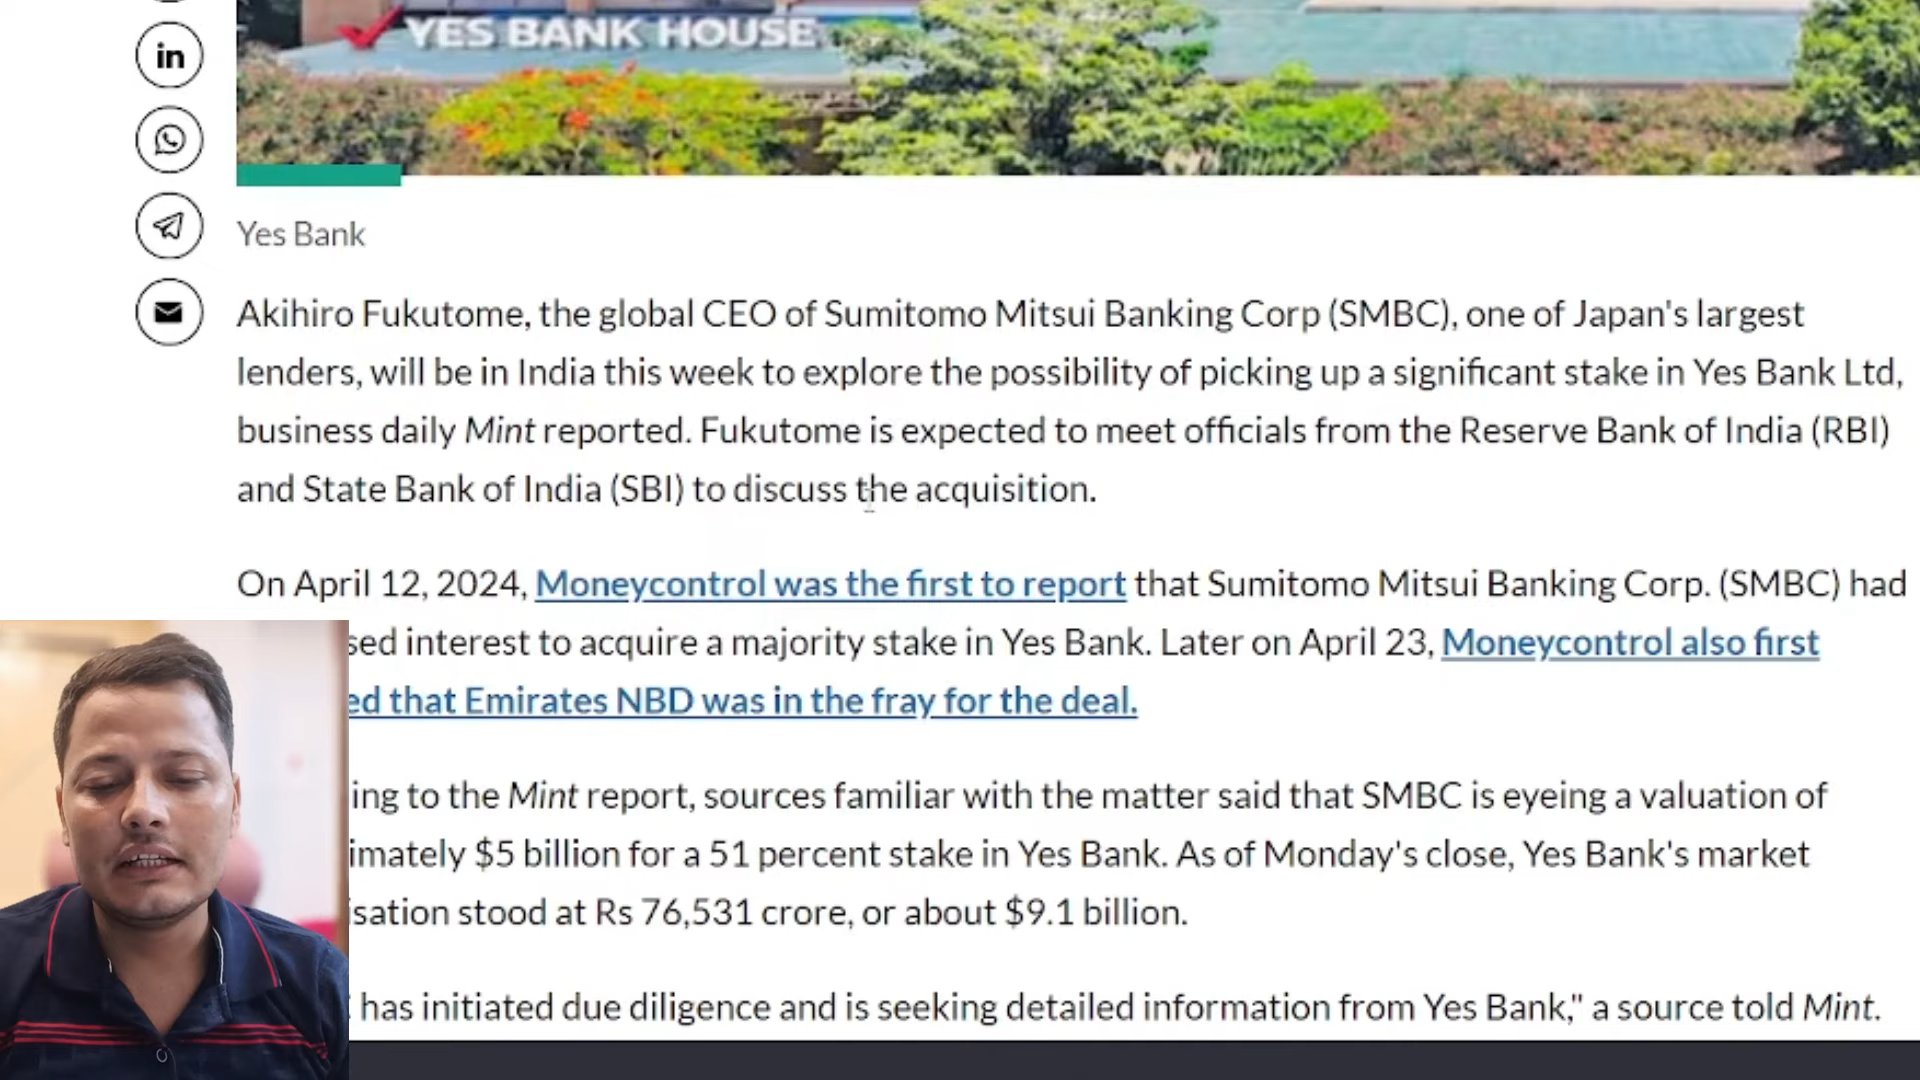 YES BANK HOUSE
in
Yes Bank
Akihiro Fukutome, the global CEO of Sumitomo Mitsui Banking Corp (SMBC), one of Japan's largest
lenders, will be in India this week to explore the possibility of picking up a significant stake in Yes Bank Ltd,
business daily Mint reported. Fukutome is expected to meet officials from the Reserve Bank of India (RBI)
and State Bank of India (SBI) to discuss the acquisition.
On April 12, 2024, Moneycontrol was the first to report that Sumitomo Mitsui Banking Corp. (SMBC) had
sed interest to acquire a majority stake in Yes Bank. Later on April 23, Moneycontrol also first
ed that Emirates NBD was in the fray for the deal.
ing to the Mint report, sources familiar with the matter said that SMBC is eyeing a valuation of
imately $5 billion for a 51 percent stake in Yes Bank. As of Monday's close, Yes Bank's market
isation stood at Rs 76,531 crore, or about $9.1 billion.
has initiated due diligence and is seeking detailed information from Yes Bank," a source told Mint.